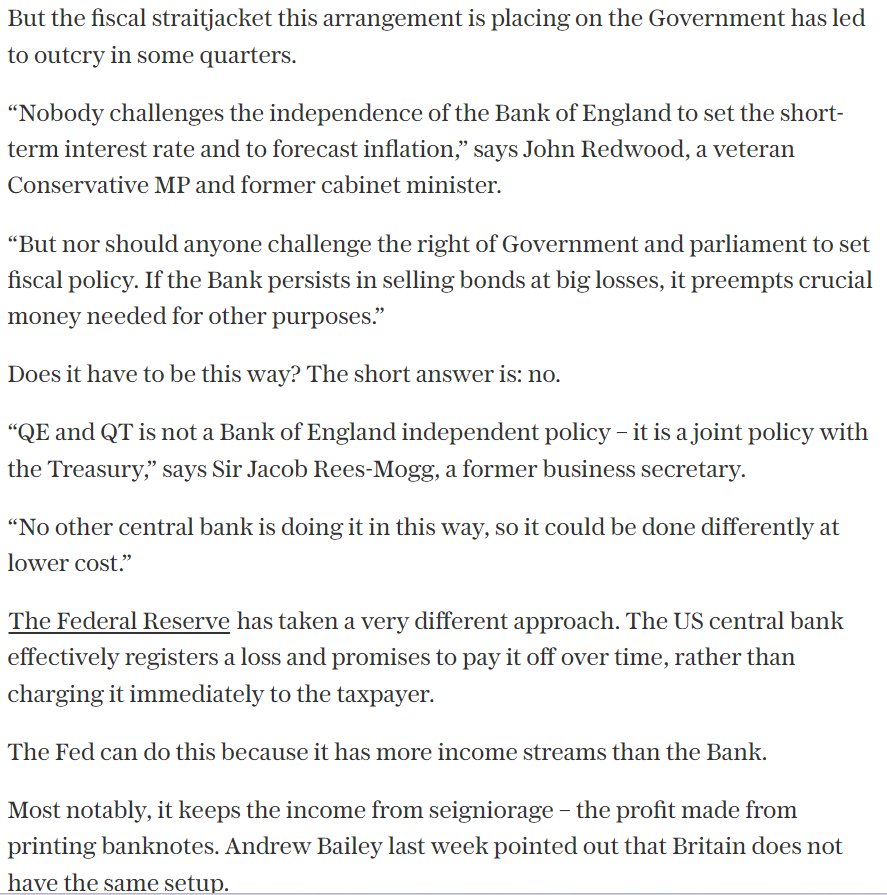 But the fiscal straitjacket this arrangement is placing on the Government has led
to outcry in some quarters.
“Nobody challenges the independence of the Bank of England to set the short-
term interest rate and to forecast inflation,” says John Redwood, a veteran
Conservative MP and former cabinet minister.
“But nor should anyone challenge the right of Government and parliament to set
fiscal policy. If the Bank persists in selling bonds at big losses, it preempts crucial
money needed for other purposes.”
Does it have to be this way? The short answer is: no.
“QE and QT is not a Bank of England independent policy – it is a joint policy with
the Treasury,” says Sir Jacob Rees-Mogg, a former business secretary.
“No other central bank is doing it in this way, so it could be done differently at
lower cost.”
The Federal Reserve has taken a very different approach. The US central bank
effectively registers a loss and promises to pay it off over time, rather than
charging it immediately to the taxpayer.
The Fed can do this because it has more income streams than the Bank.
Most notably, it keeps the income from seigniorage – the profit made from
printing banknotes. Andrew Bailey last week pointed out that Britain does not
have the same setup.